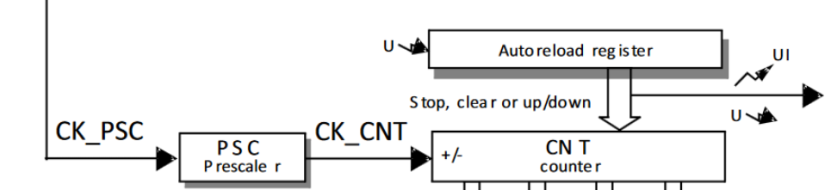 U
Autoreload register
UI
Stop, clear or up/down
U
CK_PSC
CK_CNT
PSC
Prescaler
+/-
CNT
counter